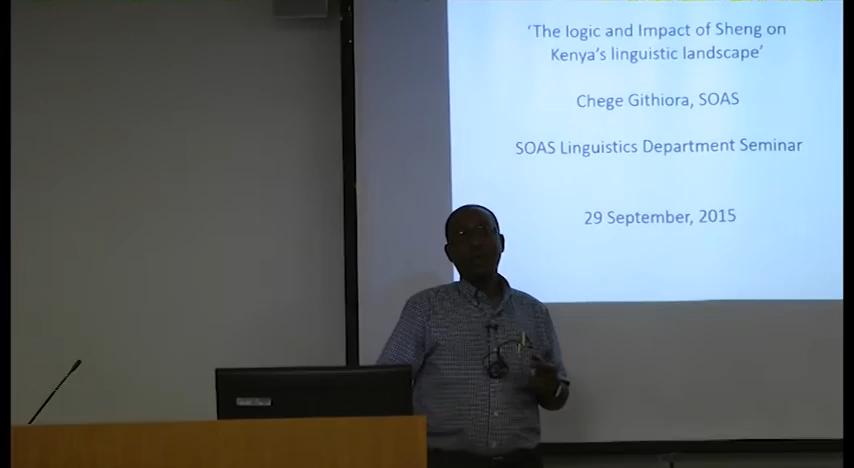 ‘The logic and Impact of Sheng on
Kenya’s linguistic landscape’
Chege Githiora, SOAS
SOAS Linguistics Department Seminar
29 September, 2015